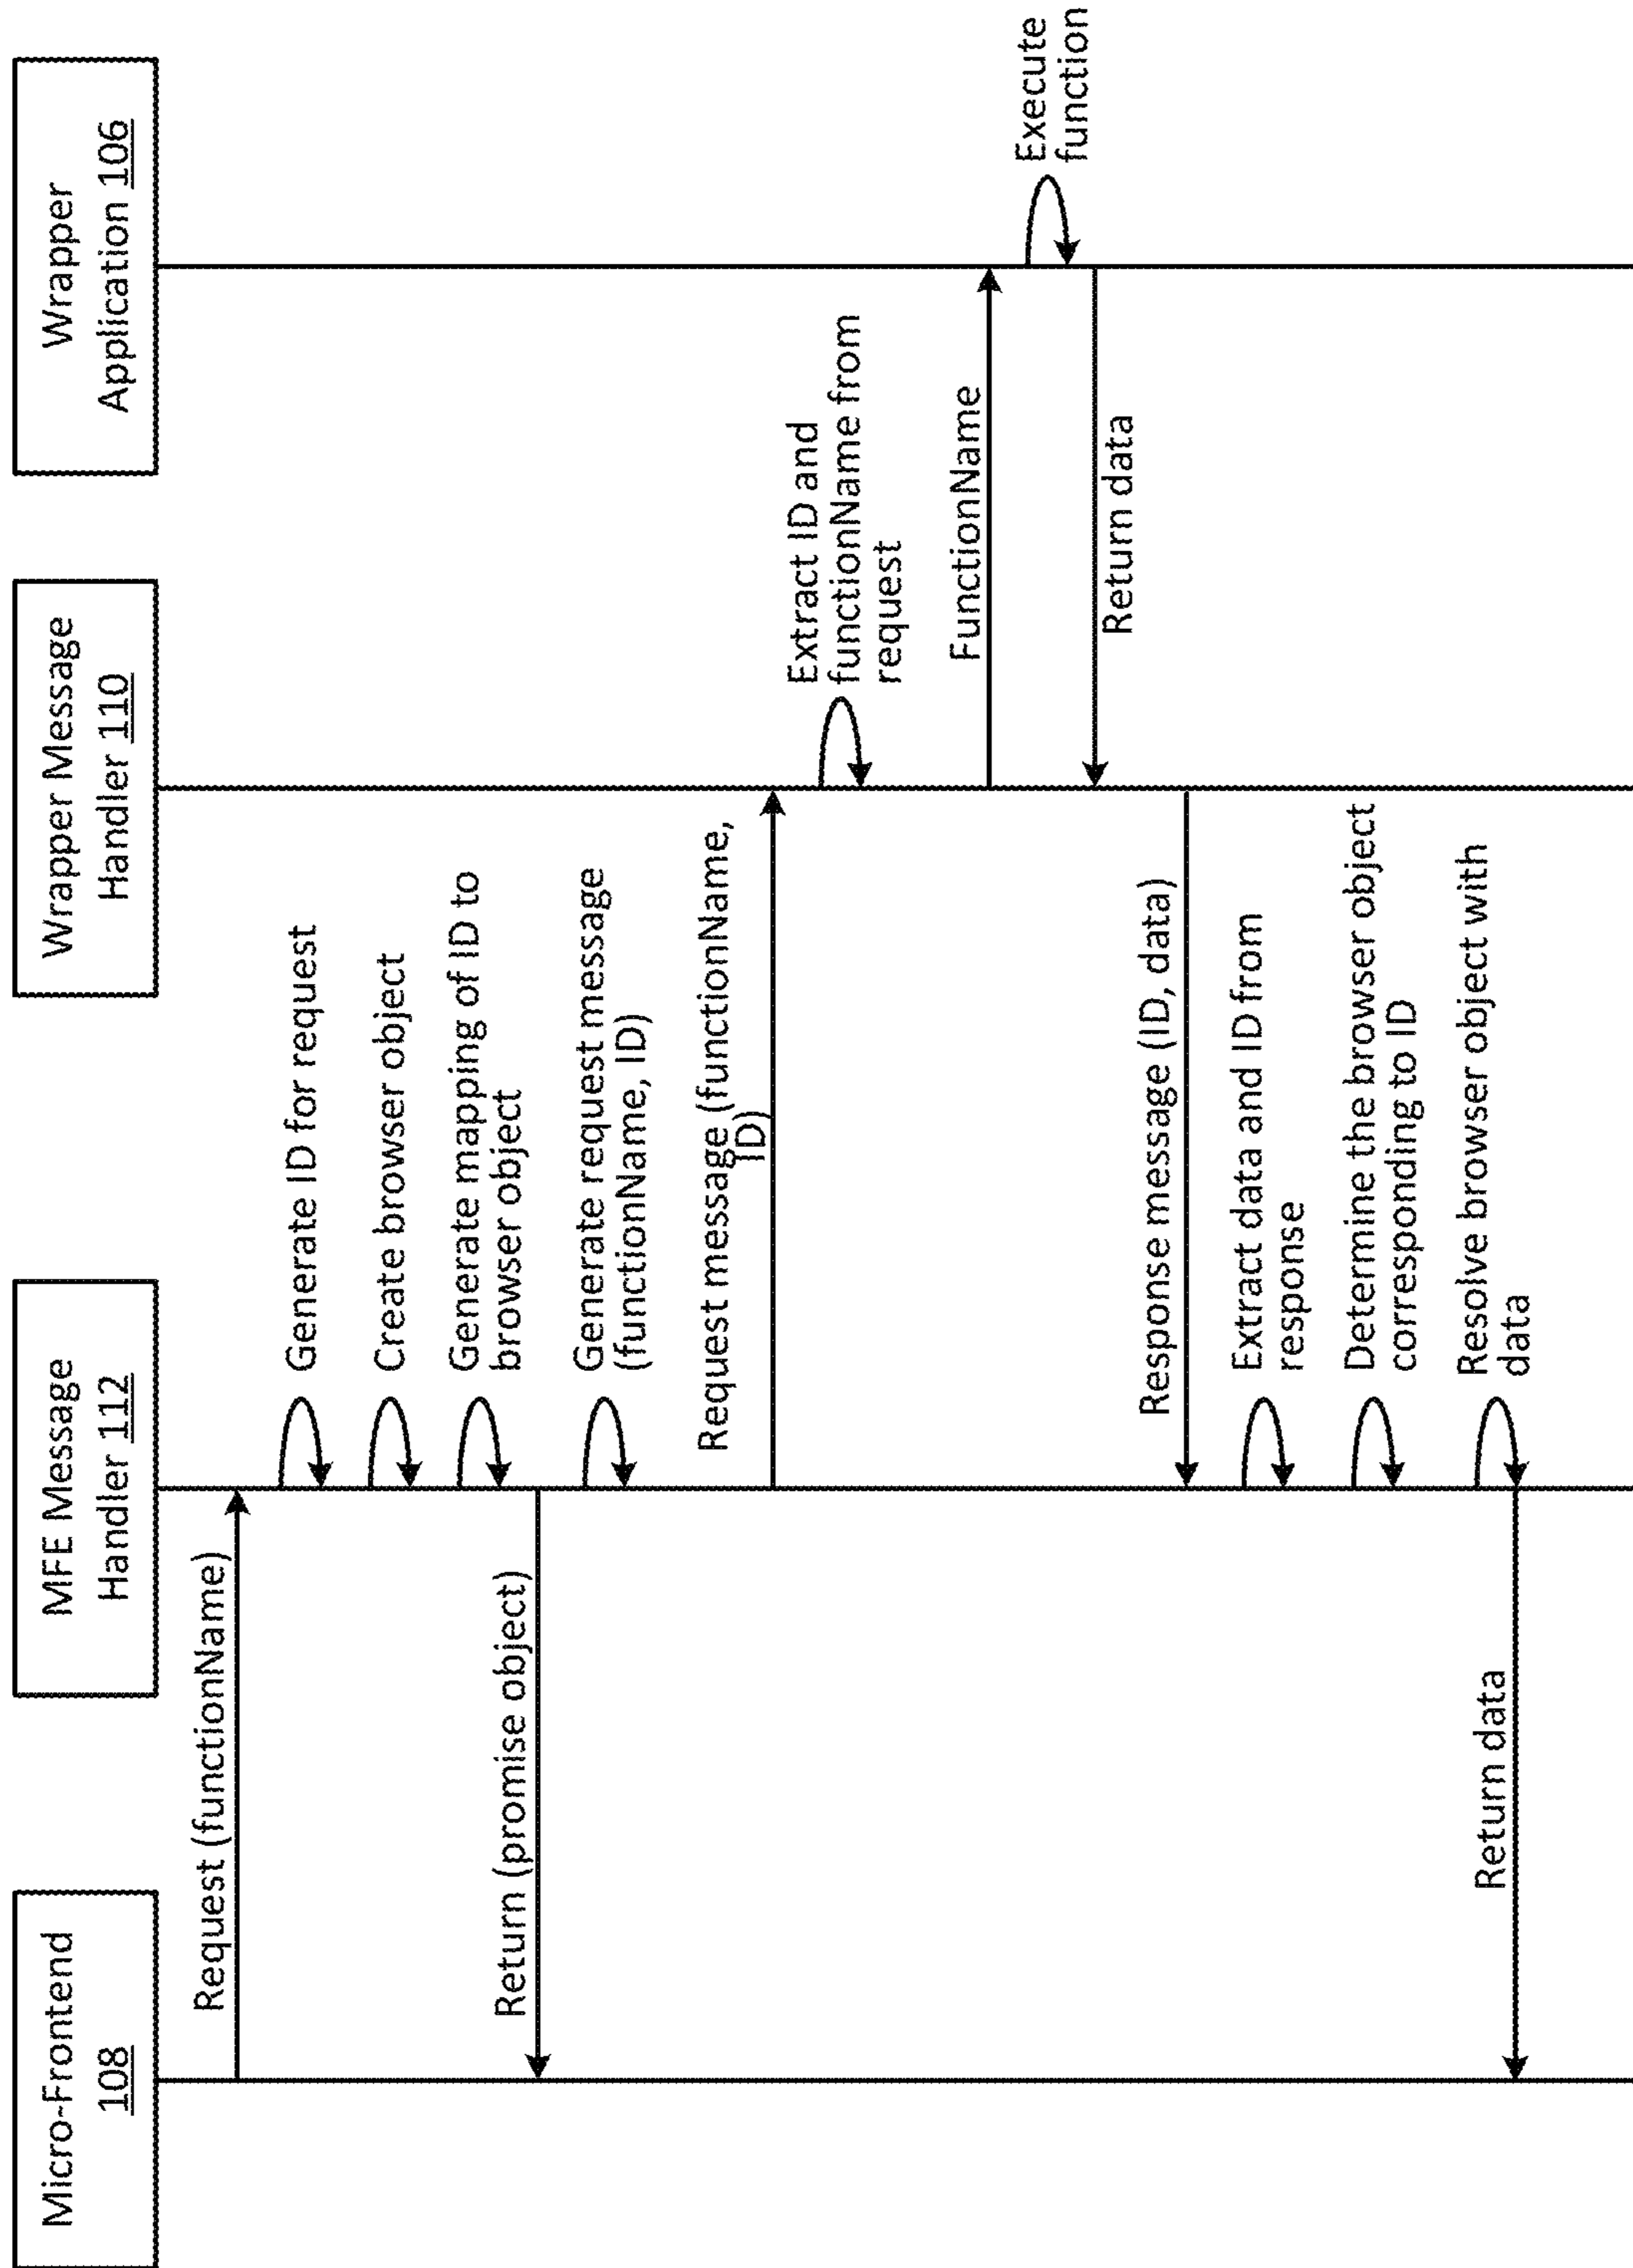 Micro-Frontend
108
MFE Message
Handler 112
Wrapper Message
Handler 110
Wrapper
Application 106
Request (functionName)
Generate ID for request
Create browser object
Generate mapping of ID to
browser object
Return (promise object)
Generate request message
(functionName, ID)
Request message (functionName,
ID)
Extract ID and
functionName from
request
FunctionName
Execute
function
Return data
Response message (ID, data)
Extract data and ID from
response
Determine the browser object
corresponding to ID
Resolve browser object with
data
Return data